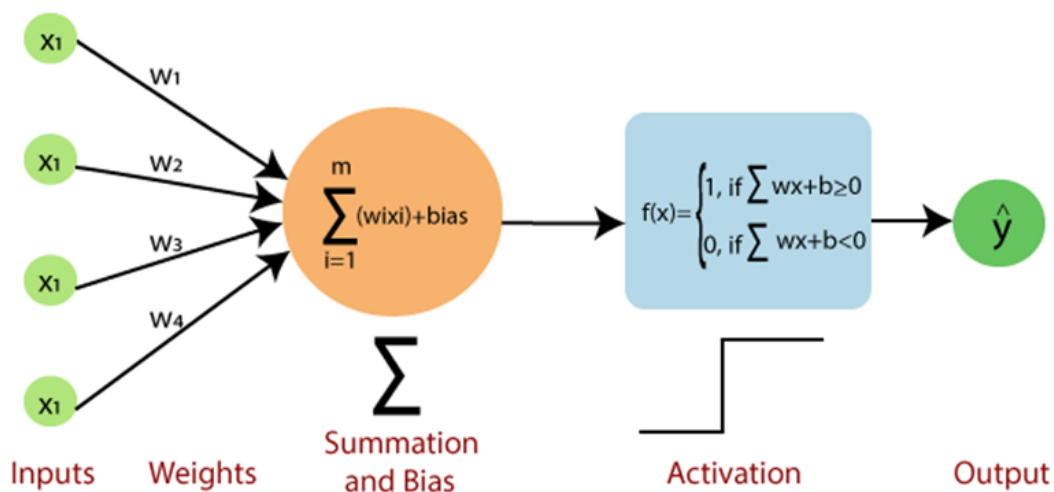 x₁
w₁
x₁
w₂
x₁
w₃
x₁
w₄
m
∑(wixi)+bias
i=1
∑
f(x)={1, if ∑ wx+b≥0
0, if ∑ wx+b<0
ŷ
Inputs
Weights
Summation
and Bias
Activation
Output